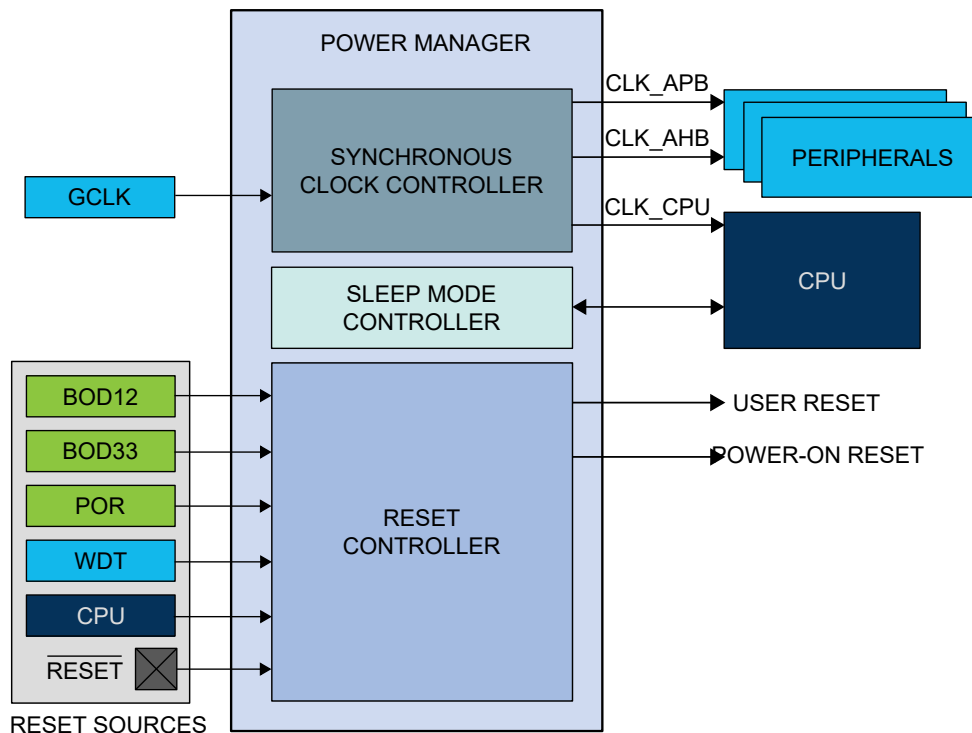 POWER MANAGER
CLK_APB
SYNCHRONOUS
CLOCK CONTROLLER
CLK_AHB
PERIPHERALS
GCLK
CLK_CPU
CPU
SLEEP MODE
CONTROLLER
BOD12
USER RESET
BOD33
POWER-ON RESET
POR
RESET
CONTROLLER
WDT
CPU
RESET
RESET SOURCES